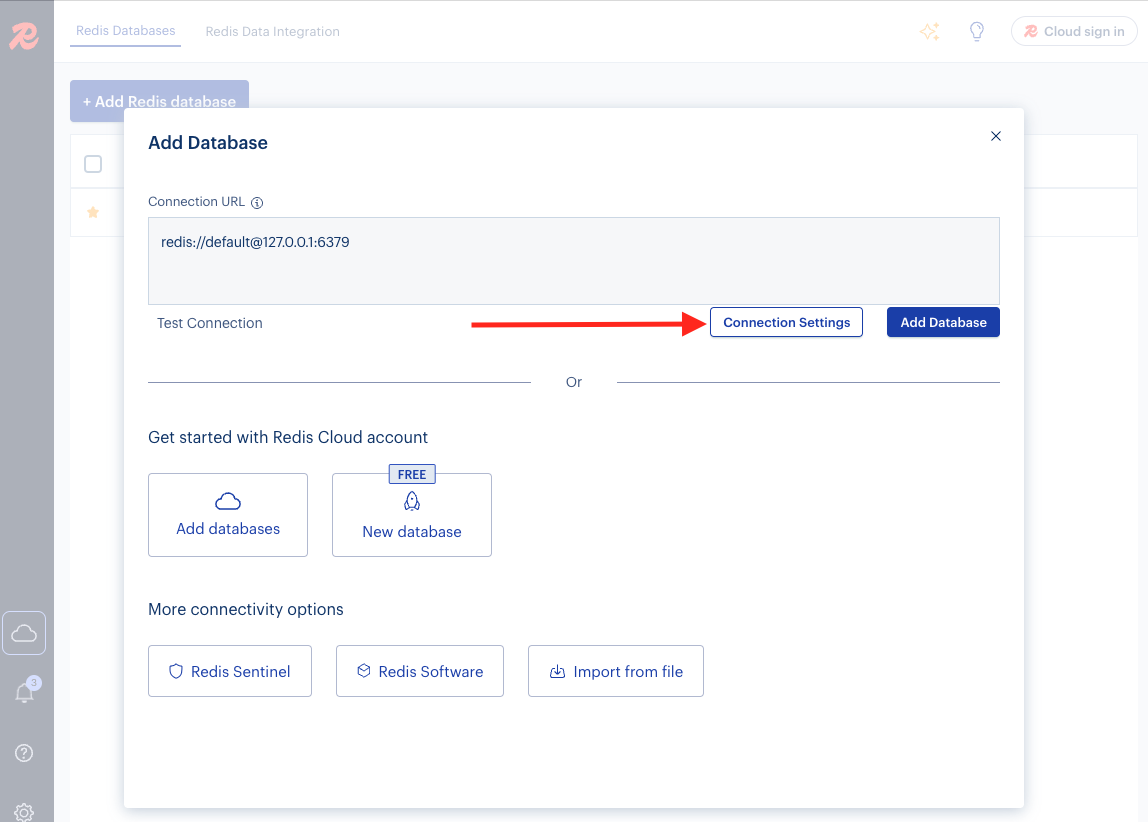 Redis Databases
Redis Data Integration
Cloud sign in
+ Add Redis database
Add Database
Connection URL
redis://default@127.0.0.1:6379
Test Connection
Connection Settings
Add Database
Or
Get started with Redis Cloud account
Add databases
FREE
New database
More connectivity options
Redis Sentinel
Redis Software
Import from file
3